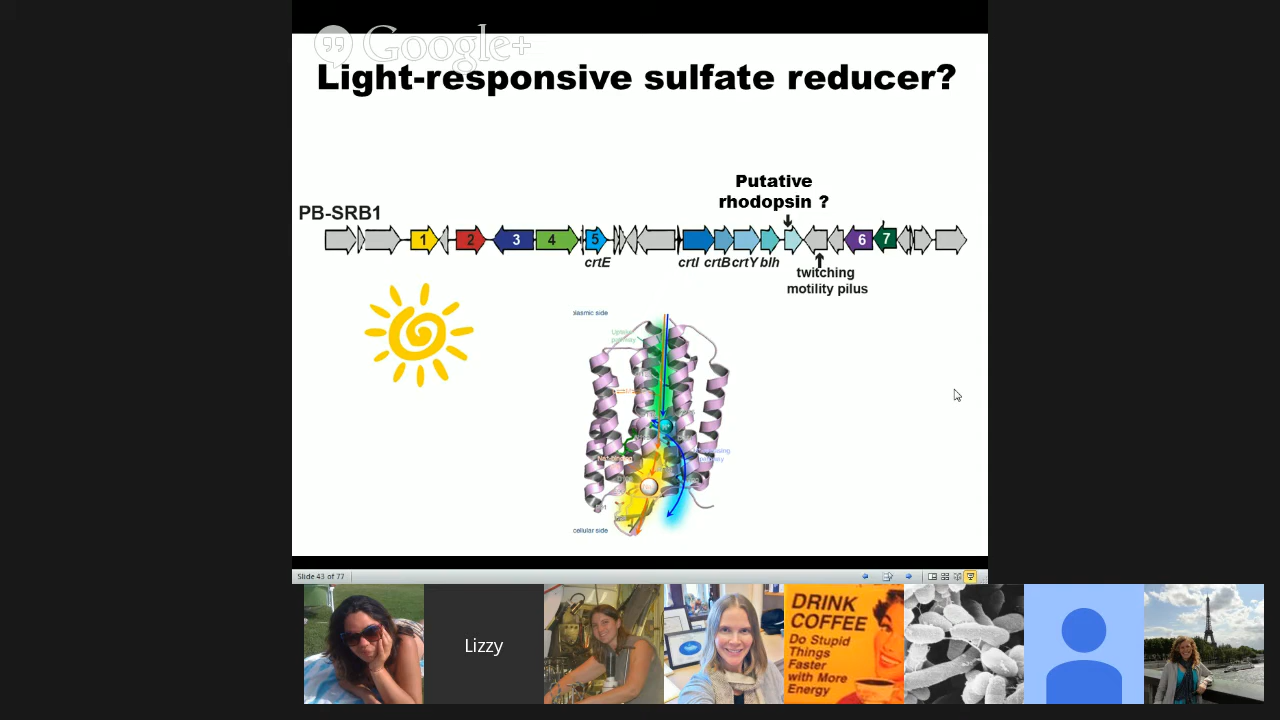 Google+
Light-responsive sulfate reducer?
Putative
rhodopsin ?
PB-SRB1
1 2 3 4 5 6 7
crtE crtI crtB crtY blh
twitching
motility pilus
plasmic side
Uptake
pathway
cellular side
Slide 43 of 77
Lizzy
DRINK
COFFEE
Do Stupid
Things
Faster
with More
Energy